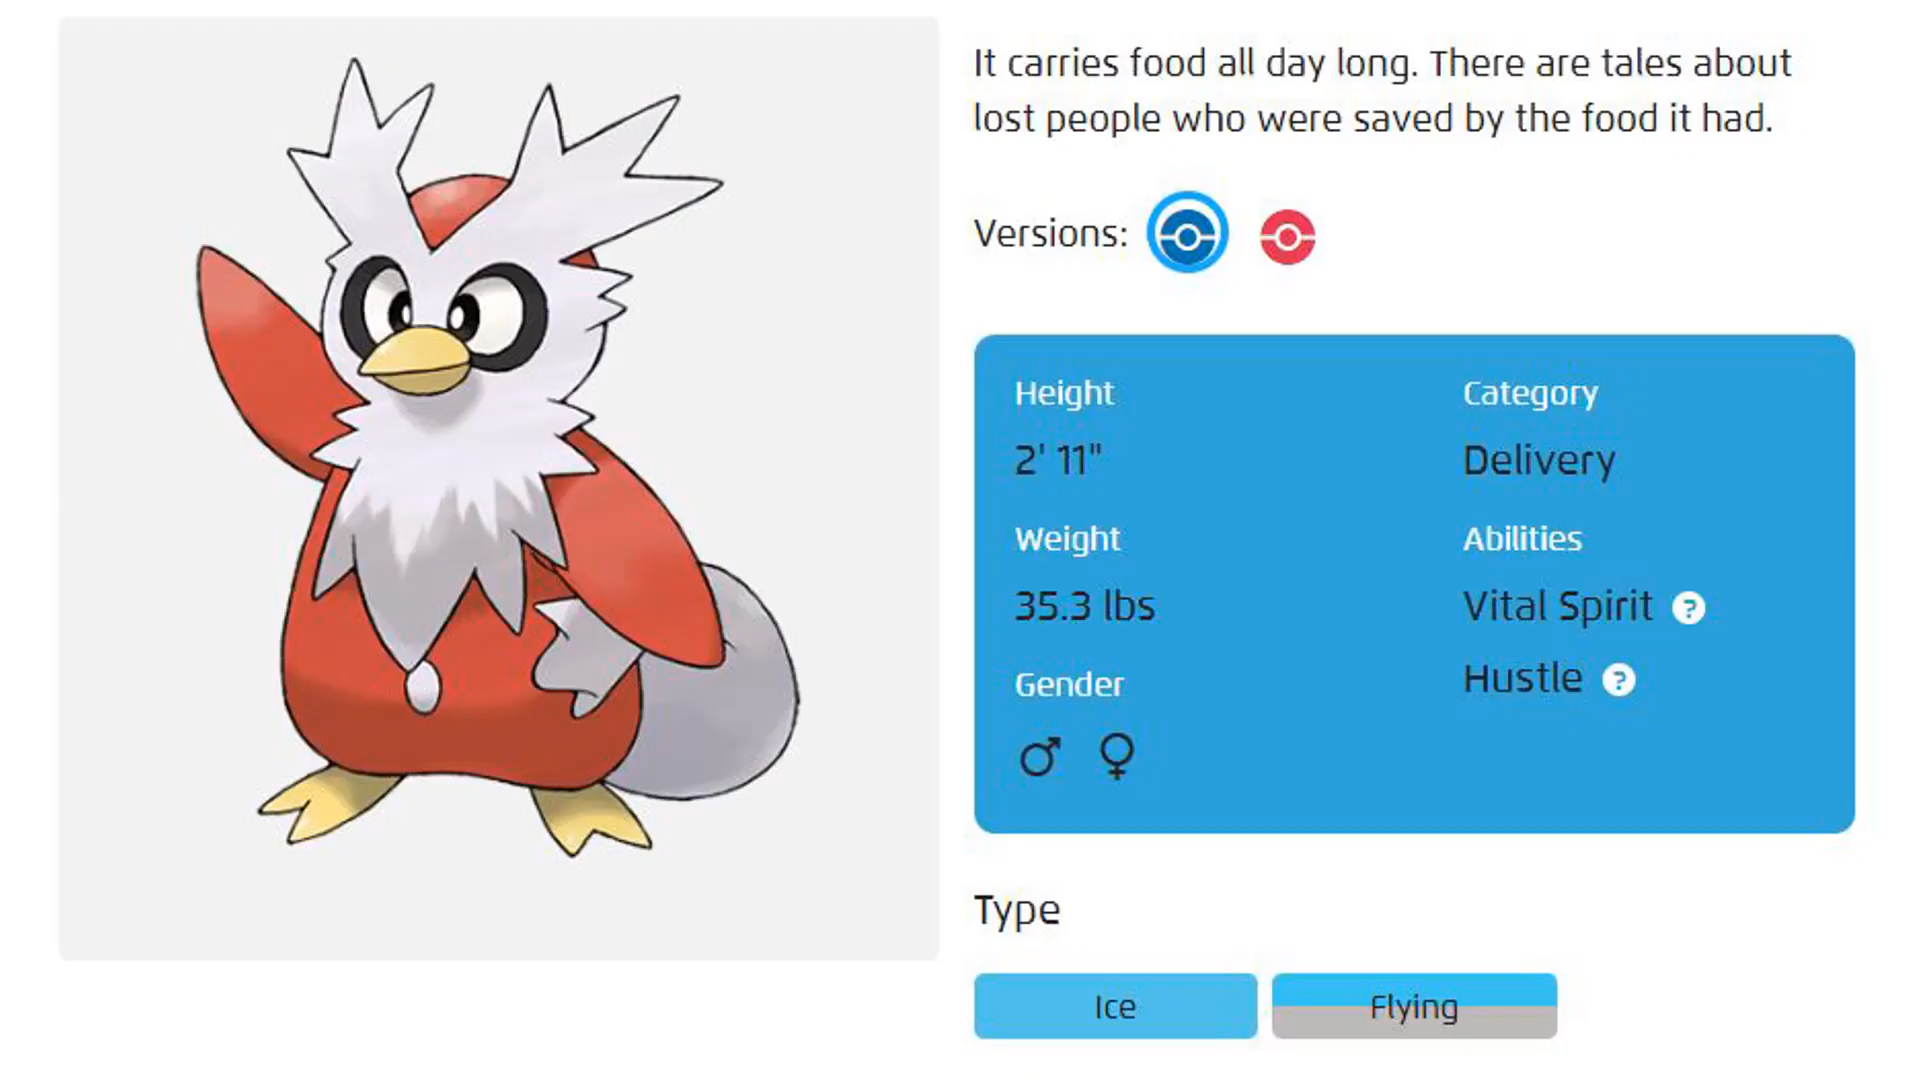 It carries food all day long. There are tales about
lost people who were saved by the food it had.
Versions:
Height
2' 11"
Weight
35.3 lbs
Gender
♂ ♀
Category
Delivery
Abilities
Vital Spirit ?
Hustle ?
Type
Ice
Flying